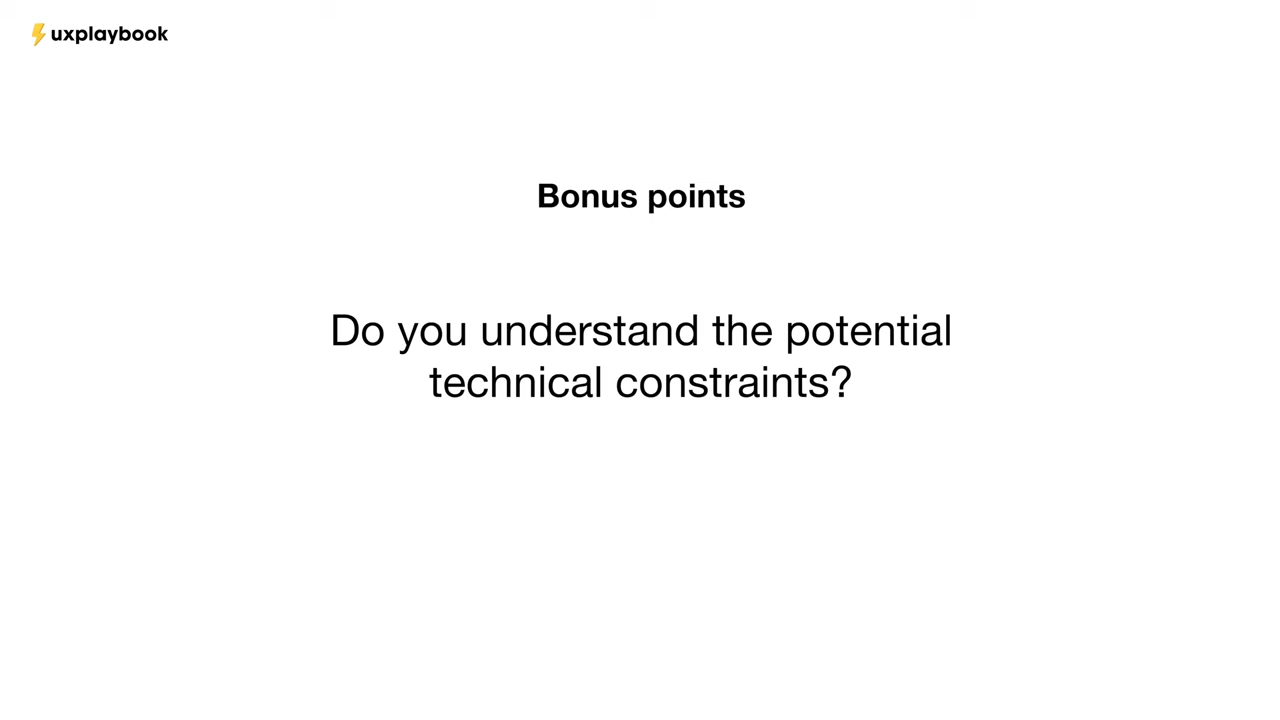 uxplaybook
Bonus points
Do you understand the potential
technical constraints?